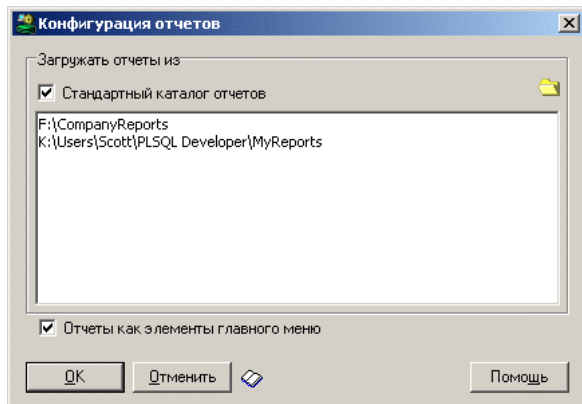 Конфигурация отчетов
Загружать отчеты из
Стандартный каталог отчетов
F:\CompanyReports
K:\Users\Scott\PLSQL Developer\MyReports
Отчеты как элементы главного меню
OK
Отменить
Помощь